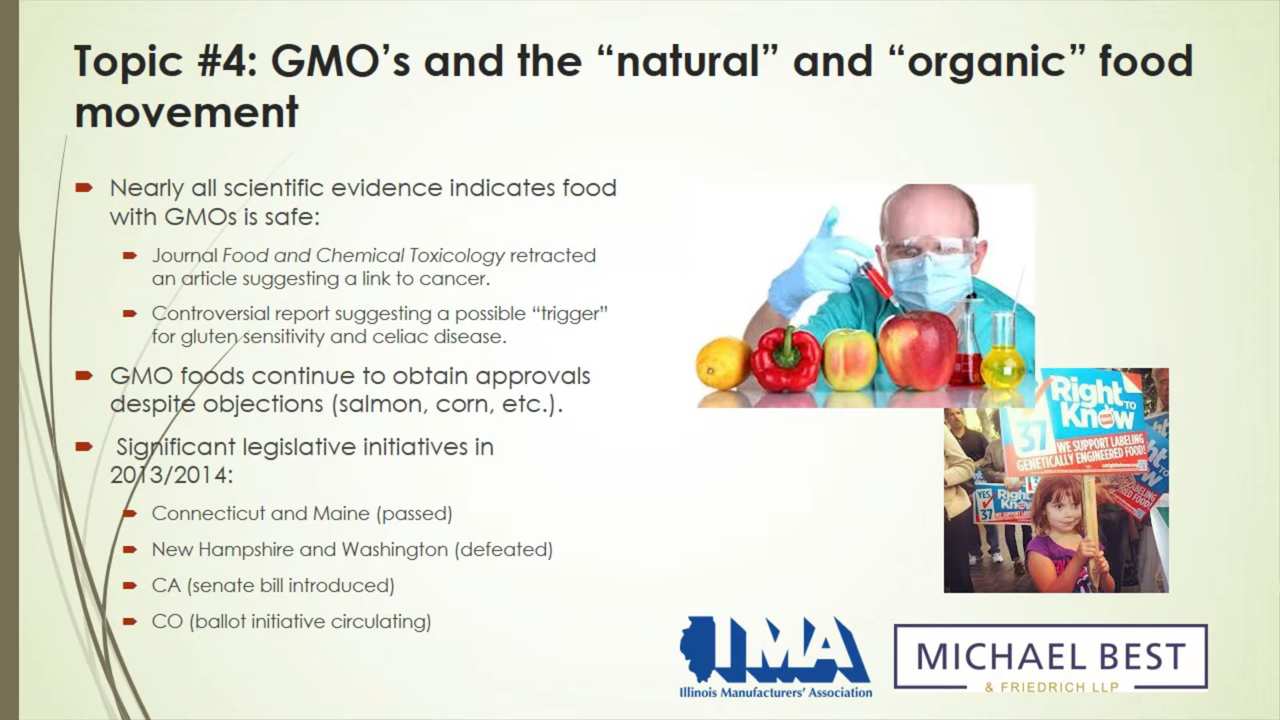 Topic #4: GMO's and the “natural” and “organic” food
movement
Nearly all scientific evidence indicates food
with GMOs is safe:
Journal Food and Chemical Toxicology retracted
an article suggesting a link to cancer.
Controversial report suggesting a possible “trigger”
for gluten sensitivity and celiac disease.
GMO foods continue to obtain approvals
despite objections (salmon, corn, etc.).
Significant legislative initiatives in
2013/2014:
Connecticut and Maine (passed)
New Hampshire and Washington (defeated)
CA (senate bill introduced)
CO (ballot initiative circulating)
Right TO
Know
37
WE SUPPORT LABELING
GENETICALLY ENGINEERED FOOD!
YES
37
Right
Know
IMA
Illinois Manufacturers' Association
MICHAEL BEST
& FRIEDRICH LLP